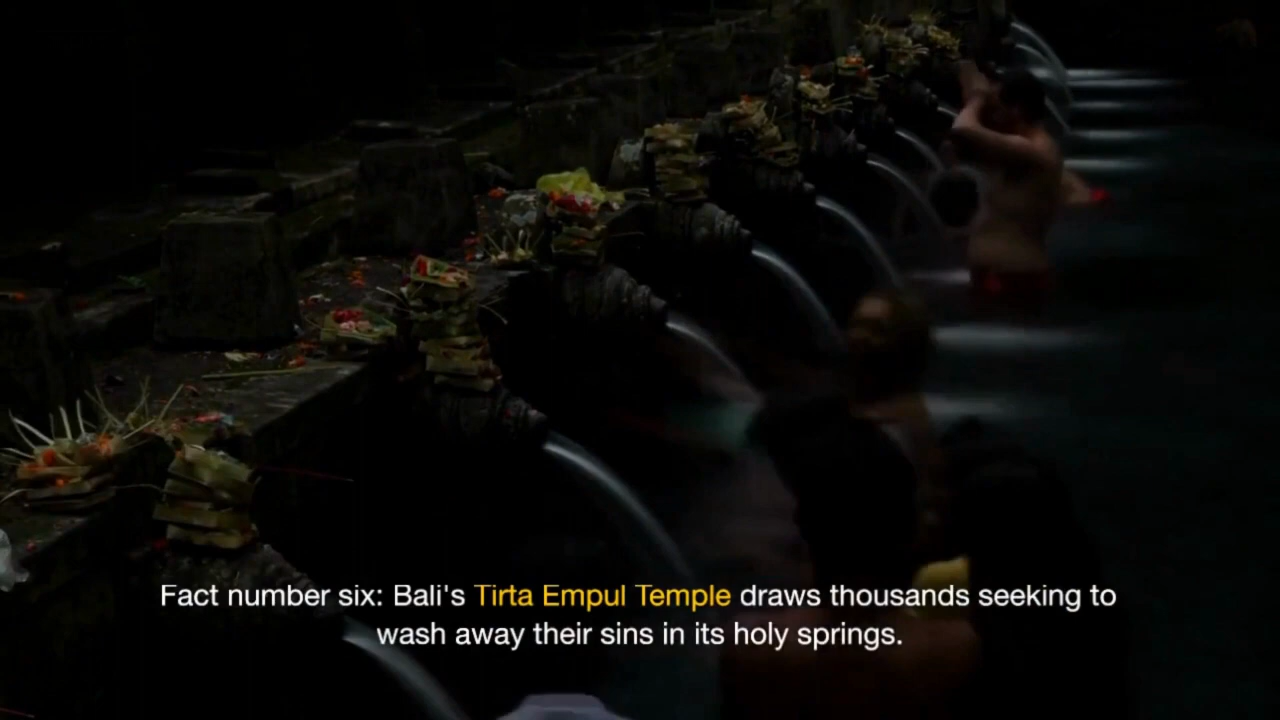 Fact number six: Bali's Tirta Empul Temple draws thousands seeking to
wash away their sins in its holy springs.